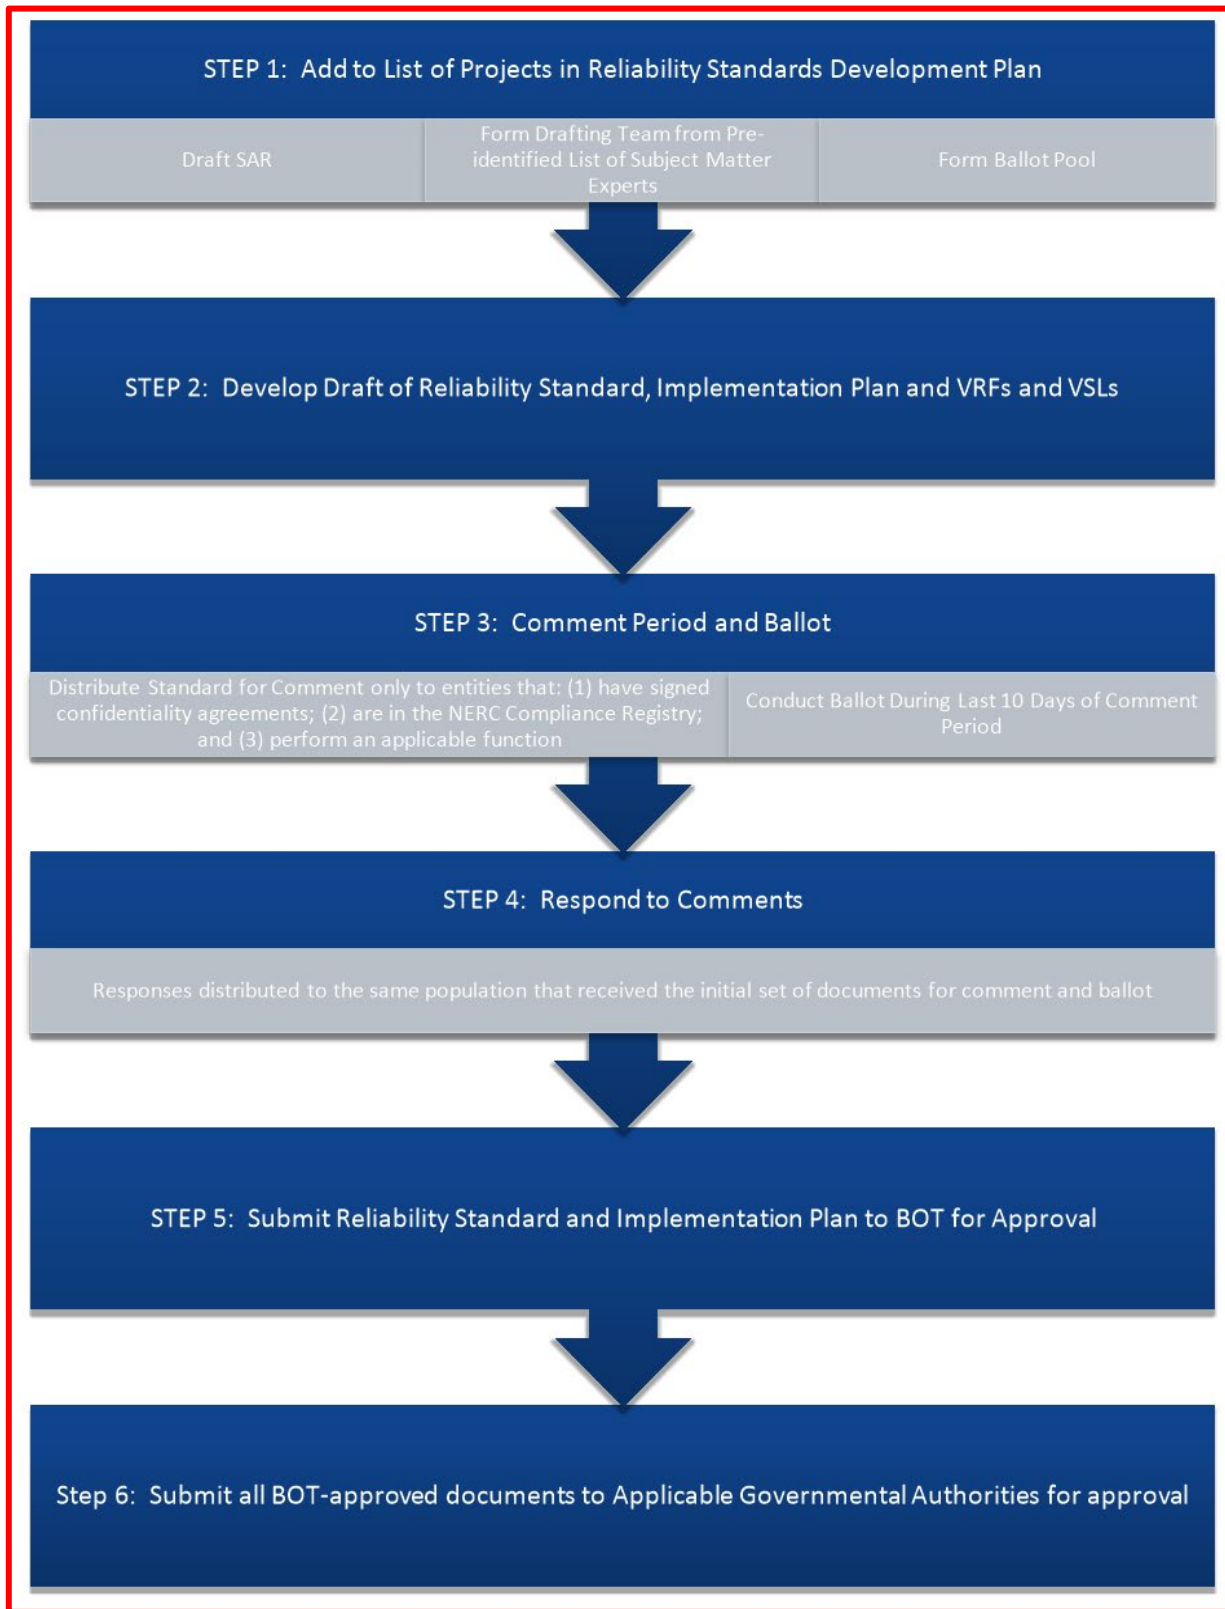 STEP 1: Add to List of Projects in Reliability Standards Development Plan
Draft SAR
Form Drafting Team from Pre-
identified List of Subject Matter
Experts
Form Ballot Pool
STEP 2: Develop Draft of Reliability Standard, Implementation Plan and VRFs and VSLs
STEP 3: Comment Period and Ballot
Distribute Standard for Comment only to entities that: (1) have signed
confidentiality agreements; (2) are in the NERC Compliance Registry;
and (3) perform an applicable function
Conduct Ballot During Last 10 Days of Comment
Period
STEP 4: Respond to Comments
Responses distributed to the same population that received the initial set of documents for comment and ballot
STEP 5: Submit Reliability Standard and Implementation Plan to BOT for Approval
Step 6: Submit all BOT-approved documents to Applicable Governmental Authorities for approval